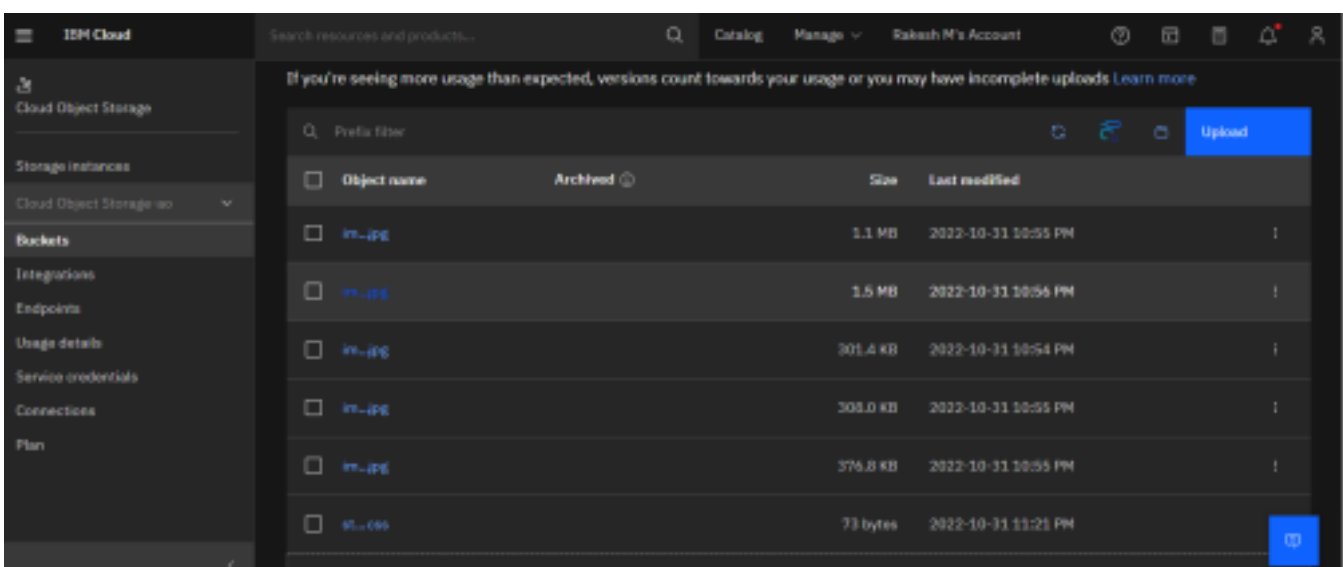 IBM Cloud
Search resources and products...
Catalog
Manage
Rakesh M's Account
Cloud Object Storage
Storage instances
Cloud Object Storage-ao
Buckets
Integrations
Endpoints
Usage details
Service credentials
Connections
Plan
If you're seeing more usage than expected, versions count towards your usage or you may have incomplete uploads Learn more
Prefix filter
Upload
Object name Archived Size Last modified
im...jpg 1.1 MB 2022-10-31 10:55 PM
im...jpg 1.5 MB 2022-10-31 10:56 PM
im...jpg 301.4 KB 2022-10-31 10:54 PM
im...jpg 308.0 KB 2022-10-31 10:55 PM
im...jpg 376.8 KB 2022-10-31 10:55 PM
st...css 73 bytes 2022-10-31 11:21 PM